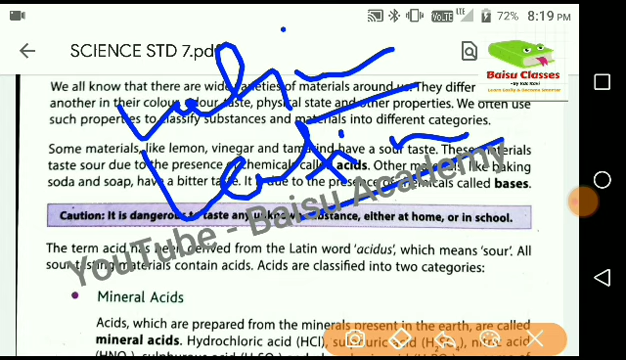 LTE VOLTE 72% 8:19 PM
SCIENCE STD 7.pdf
Baisu Classes
We all know that there are wide varieties of materials around us. They differ
another in their colour, odour, taste, physical state and other properties. We often use
such properties to classify substances and materials into different categories.
Some materials, like lemon, vinegar and tamarind have a sour taste. These materials
taste sour due to the presence of chemicals called acids. Other materials, like baking
soda and soap, have a bitter taste. It is due to the presence of chemicals called bases.
Caution: It is dangerous to taste any unknown substance, either at home, or in school.
YouTube - Baisu Academy
The term acid has been derived from the Latin word 'acidus', which means 'sour'. All
sour tasting materials contain acids. Acids are classified into two categories:
• Mineral Acids
Acids, which are prepared from the minerals present in the earth, are called
mineral acids. Hydrochloric acid (HCl), sulphuric acid (H₂SO₄), nitric acid